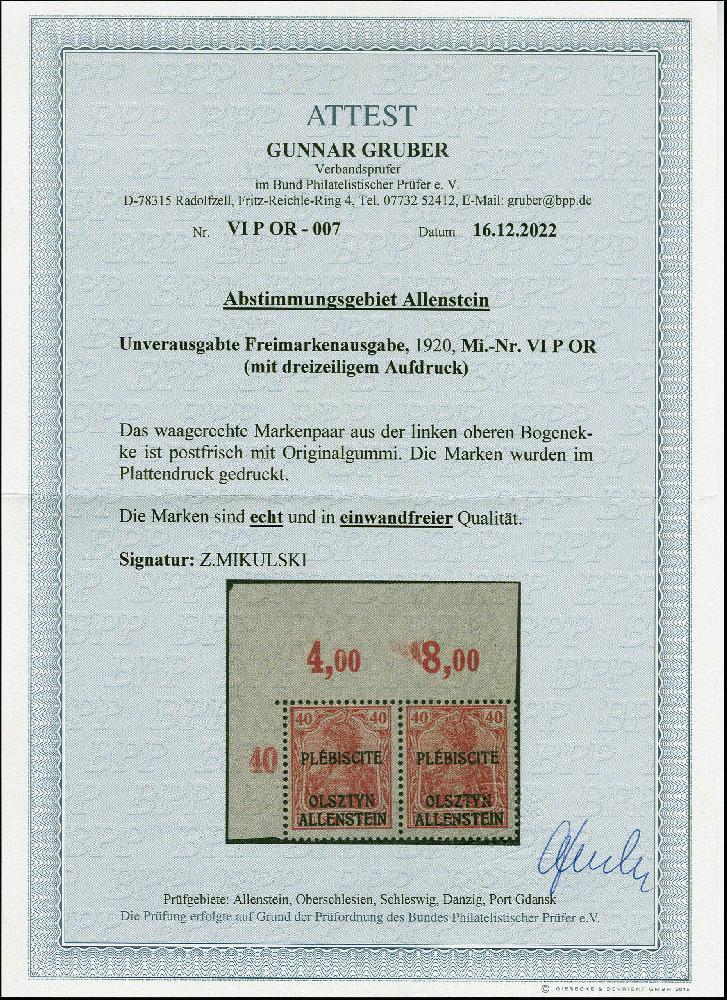 ATTEST
GUNNAR GRUBER
Verbandsprüfer
im Bund Philatelistischer Prüfer e. V.
D-78315 Radolfzell, Fritz-Reichle-Ring 4, Tel. 07732 52412, E-Mail: gruber@bpp.de
Nr. VI P OR - 007 Datum 16.12.2022
Abstimmungsgebiet Allenstein
Unverausgabte Freimarkenausgabe, 1920, Mi.-Nr. VI P OR
(mit dreizeiligem Aufdruck)
Das waagerechte Markenpaar aus der linken oberen Bogenek-
ke ist postfrisch mit Originalgummi. Die Marken wurden im
Plattendruck gedruckt.
Die Marken sind echt und in einwandfreier Qualität.
Signatur: Z.MIKULSKI
4,00 8,00
40 40 40 40
40 PLÉBISCITE PLÉBISCITE
OLSZTYN OLSZTYN
ALLENSTEIN ALLENSTEIN
Prüfgebiete: Allenstein, Oberschlesien, Schleswig, Danzig, Port Gdansk
Die Prüfung erfolgte auf Grund der Prüfordnung des Bundes Philatelistischer Prüfer e.V.
© GIESECKE & DEVRIENT GMBH 2018